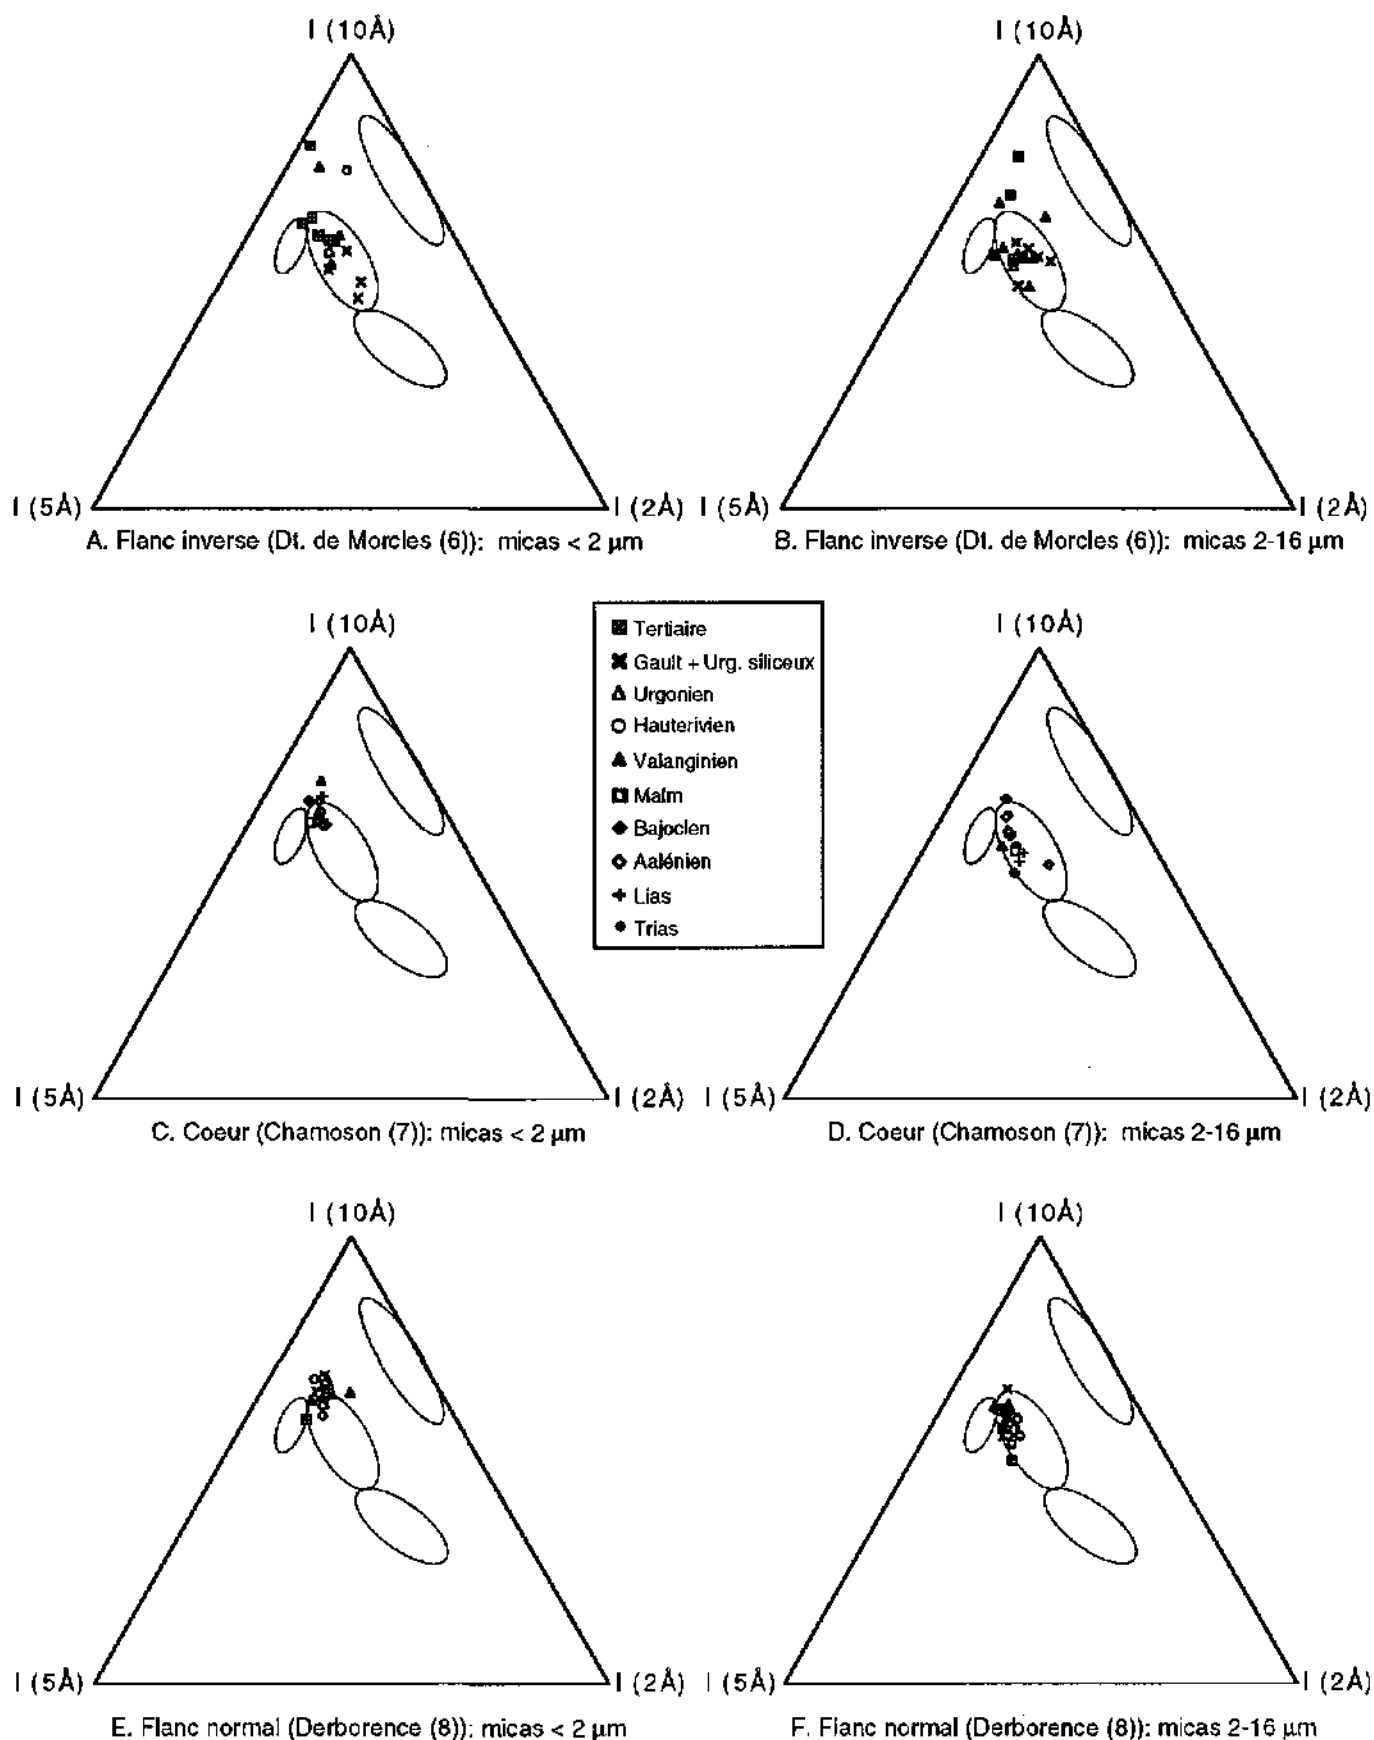 I (10Å) I (10Å)
I (5Å) I (2Å) I (5Å) I (2Å)
A. Flanc inverse (Dt. de Morcles (6)): micas < 2 µm B. Flanc inverse (Dt. de Morcles (6)): micas 2-16 µm
I (10Å) I (10Å)
Tertiaire
Gault + Urg. siliceux
Urgonien
Hauterivien
Valanginien
Malm
Bajocien
Aalénien
Lias
Trias
I (5Å) I (2Å) I (5Å) I (2Å)
C. Coeur (Chamoson (7)): micas < 2 µm D. Coeur (Chamoson (7)): micas 2-16 µm
I (10Å) I (10Å)
I (5Å) I (2Å) I (5Å) I (2Å)
E. Flanc normal (Derborence (8)): micas < 2 µm F. Flanc normal (Derborence (8)): micas 2-16 µm